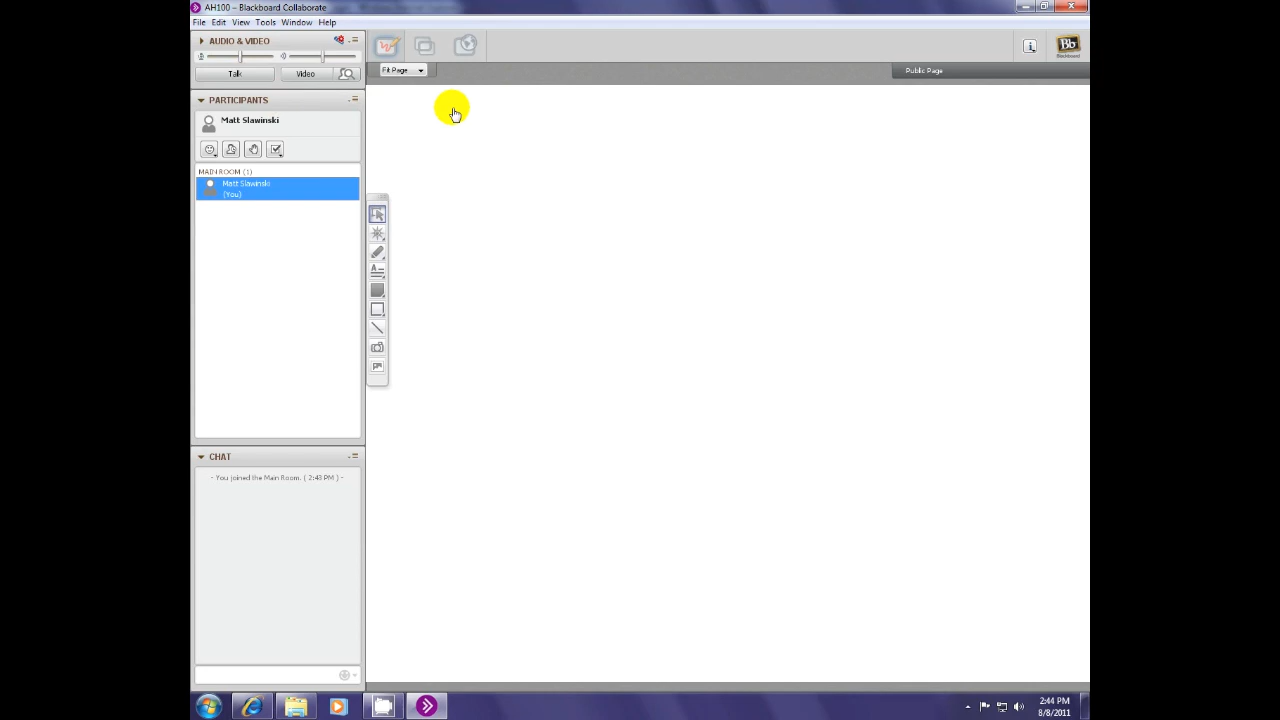 AH100 – Blackboard Collaborate
File Edit View Tools Window Help
AUDIO & VIDEO
Talk Video
Fit Page
Public Page
Bb
Blackboard
PARTICIPANTS
Matt Slawinski
MAIN ROOM (1)
Matt Slawinski
(You)
A
CHAT
- You joined the Main Room. ( 2:43 PM ) -
2:44 PM
8/8/2011